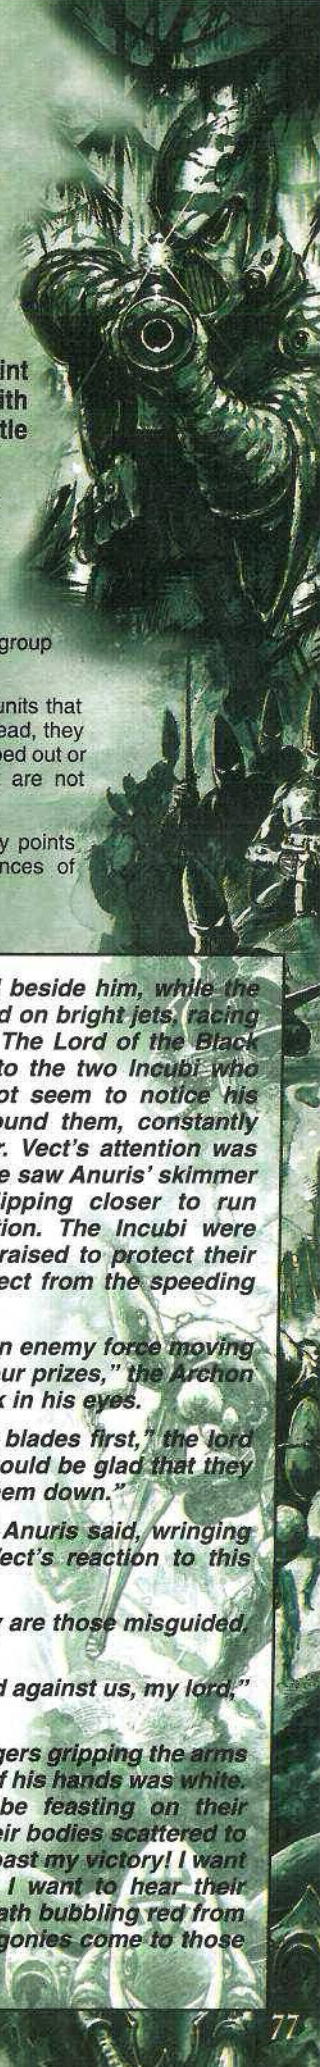 int
ith
tle
group
units that
ead, they
ped out or
are not
y points
nces of
d beside him, while the
d on bright jets, racing
The Lord of the Black
to the two Incubi who
ot seem to notice his
ound them, constantly
r. Vect's attention was
e saw Anuris' skimmer
lipping closer to run
tion. The Incubi were
raised to protect their
ect from the speeding
n enemy force moving
ur prizes," the Archon
k in his eyes.
blades first," the lord
ould be glad that they
em down."
Anuris said, wringing
Vect's reaction to this
y are those misguided,
d against us, my lord,"
gers gripping the arms
f his hands was white.
be feasting on their
eir bodies scattered to
oast my victory! I want
I want to hear their
ath bubbling red from
gonies come to those
77